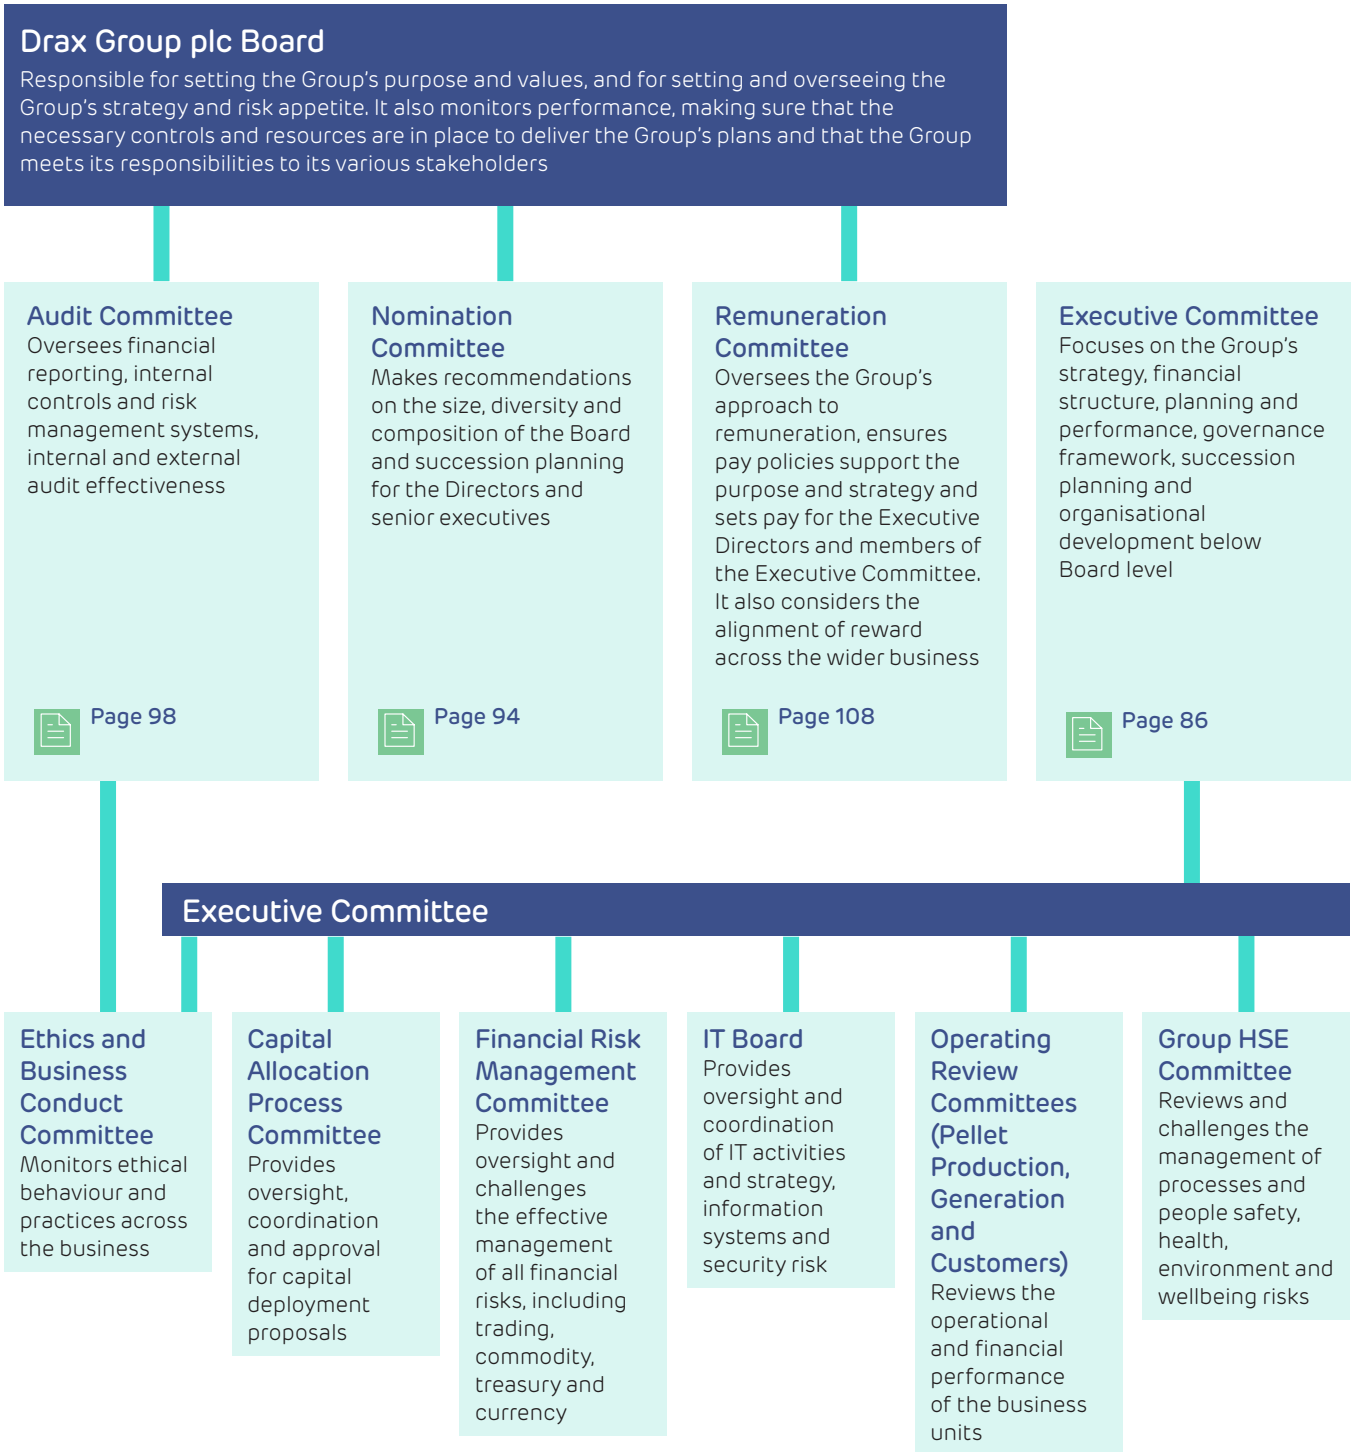 Drax Group plc Board
Responsible for setting the Group's purpose and values, and for setting and overseeing the
Group's strategy and risk appetite. It also monitors performance, making sure that the
necessary controls and resources are in place to deliver the Group's plans and that the Group
meets its responsibilities to its various stakeholders
Audit Committee
Oversees financial
reporting, internal
controls and risk
management systems,
internal and external
audit effectiveness
Page 98
Nomination
Committee
Makes recommendations
on the size, diversity and
composition of the Board
and succession planning
for the Directors and
senior executives
Page 94
Remuneration
Committee
Oversees the Group's
approach to
remuneration, ensures
pay policies support the
purpose and strategy and
sets pay for the Executive
Directors and members of
the Executive Committee.
It also considers the
alignment of reward
across the wider business
Page 108
Executive Committee
Focuses on the Group's
strategy, financial
structure, planning and
performance, governance
framework, succession
planning and
organisational
development below
Board level
Page 86
Executive Committee
Ethics and
Business
Conduct
Committee
Monitors ethical
behaviour and
practices across
the business
Capital
Allocation
Process
Committee
Provides
oversight,
coordination
and approval
for capital
deployment
proposals
Financial Risk
Management
Committee
Provides
oversight and
challenges
the effective
management
of all financial
risks, including
trading,
commodity,
treasury and
currency
IT Board
Provides
oversight and
coordination
of IT activities
and strategy,
information
systems and
security risk
Operating
Review
Committees
(Pellet
Production,
Generation
and
Customers)
Reviews the
operational
and financial
performance
of the business
units
Group HSE
Committee
Reviews and
challenges the
management of
processes and
people safety,
health,
environment and
wellbeing risks